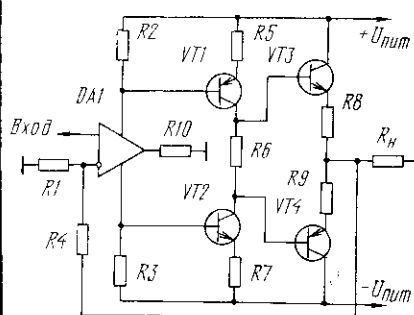 R2
R5
VT1
VT3
+Uпит
DA1
R8
Вход
R10
R6
Rн
R1
R9
VT2
VT4
R4
R3
R7
−Uпит